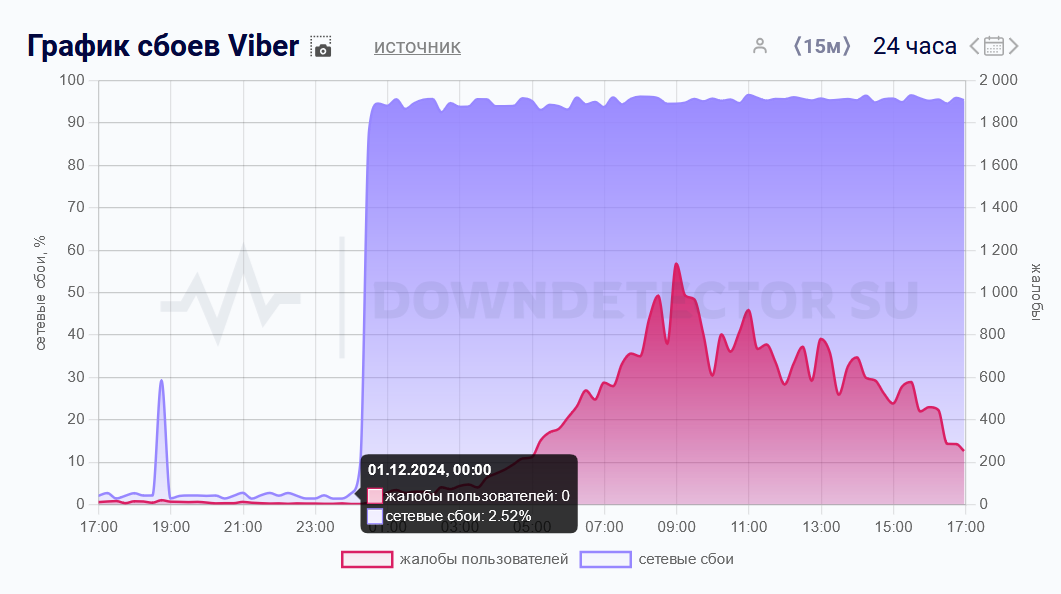 График сбоев Viber источник ⟨15м⟩ 24 часа
100 2 000
90 1 800
80 1 600
70 1 400
60 1 200
50 1 000
40 800
30 600
20 400
10 200
0 0
сетевые сбои, %
жалобы
DOWNDETECTOR SU
01.12.2024, 00:00
жалобы пользователей: 0
сетевые сбои: 2.52%
17:00 19:00 21:00 23:00 01:00 03:00 05:00 07:00 09:00 11:00 13:00 15:00 17:00
жалобы пользователей сетевые сбои